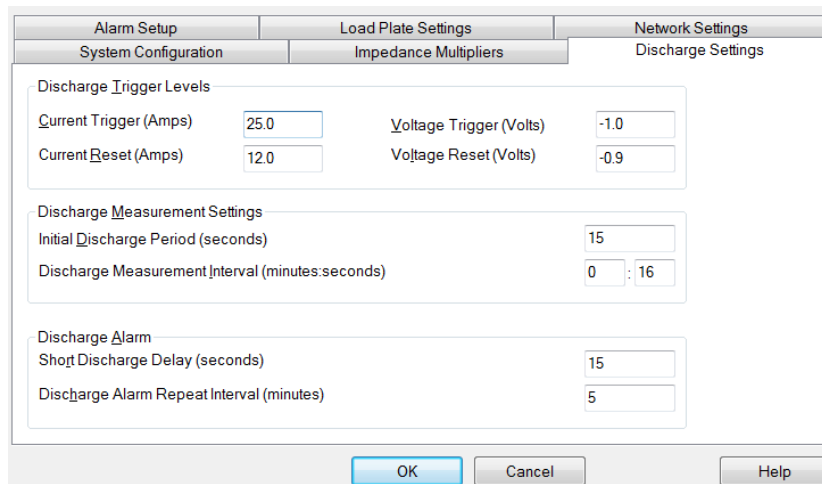 Alarm Setup Load Plate Settings Network Settings
System Configuration Impedance Multipliers Discharge Settings
Discharge Trigger Levels
Current Trigger (Amps) 25.0 Voltage Trigger (Volts) -1.0
Current Reset (Amps) 12.0 Voltage Reset (Volts) -0.9
Discharge Measurement Settings
Initial Discharge Period (seconds) 15
Discharge Measurement Interval (minutes:seconds) 0 : 16
Discharge Alarm
Short Discharge Delay (seconds) 15
Discharge Alarm Repeat Interval (minutes) 5
OK Cancel Help